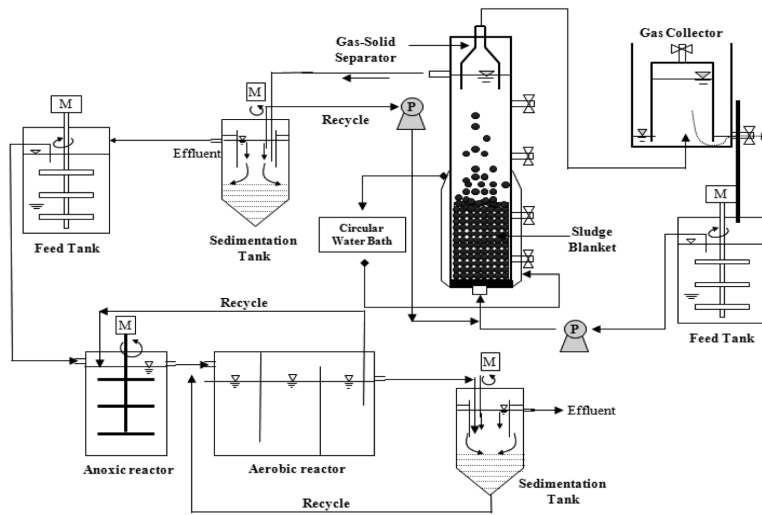 Gas-Solid
Separator
Gas Collector
M
M
P
Recycle
Effluent
M
Circular
Water Bath
Sludge
Blanket
Feed Tank
Sedimentation
Tank
P
Feed Tank
Recycle
M
M
Effluent
Anoxic reactor
Aerobic reactor
Sedimentation
Tank
Recycle